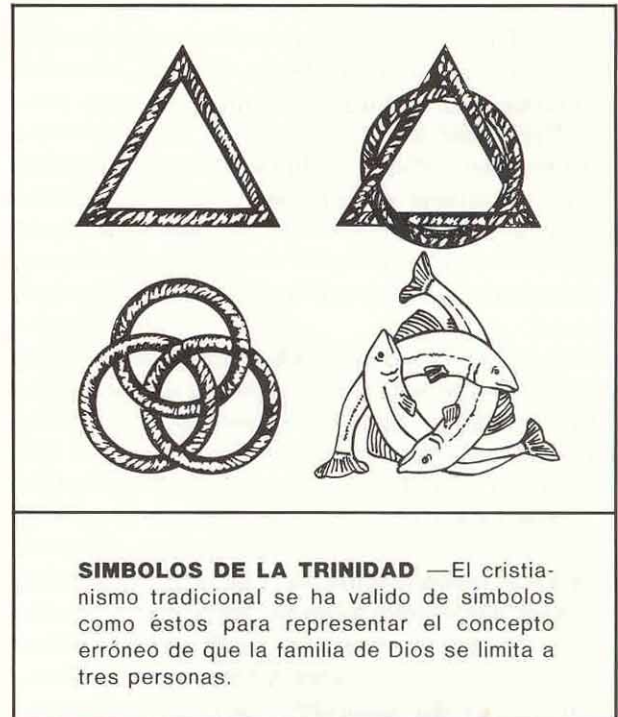 SIMBOLOS DE LA TRINIDAD —El cristia-
nismo tradicional se ha valido de símbolos
como éstos para representar el concepto
erróneo de que la familia de Dios se limita a
tres personas.